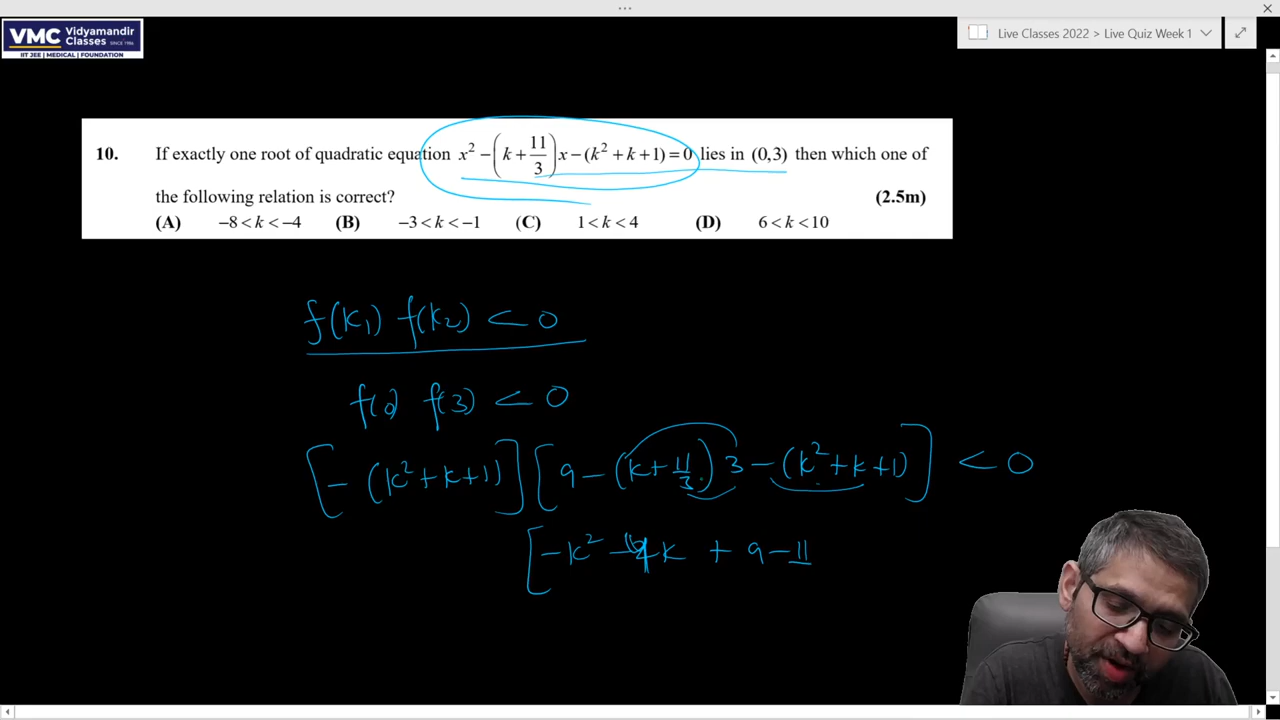 VMC Vidyamandir Classes SINCE 1986
IIT JEE | MEDICAL | FOUNDATION
Live Classes 2022 > Live Quiz Week 1
10. If exactly one root of quadratic equation x² − (k + 11/3) x − (k² + k + 1) = 0 lies in (0,3) then which one of
the following relation is correct? (2.5m)
(A) −8 < k < −4 (B) −3 < k < −1 (C) 1 < k < 4 (D) 6 < k < 10
f(k₁) f(k₂) < 0
f(0) f(3) < 0
[− (k² + k + 1)] [9 − (k + 11/3) 3 − (k² + k + 1)] < 0
[−k² − k + 9 − 11